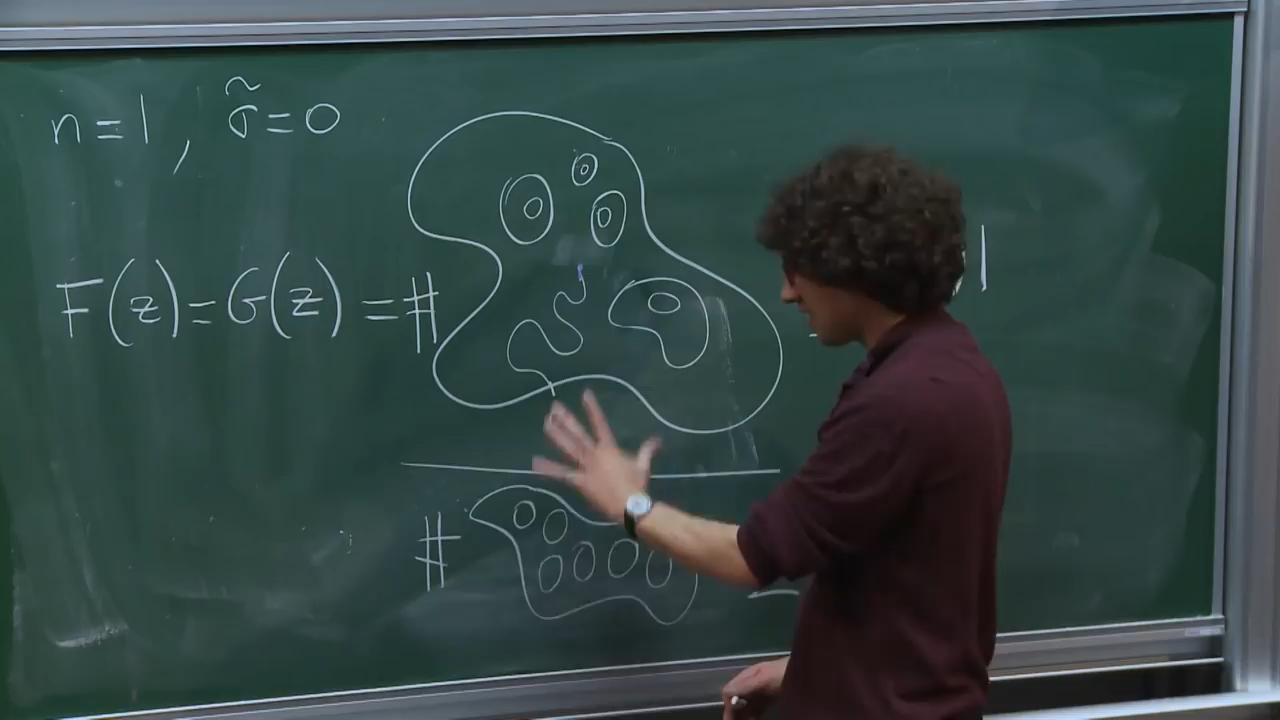 n=1, σ̃=0
F(z)=G(z)=#
#